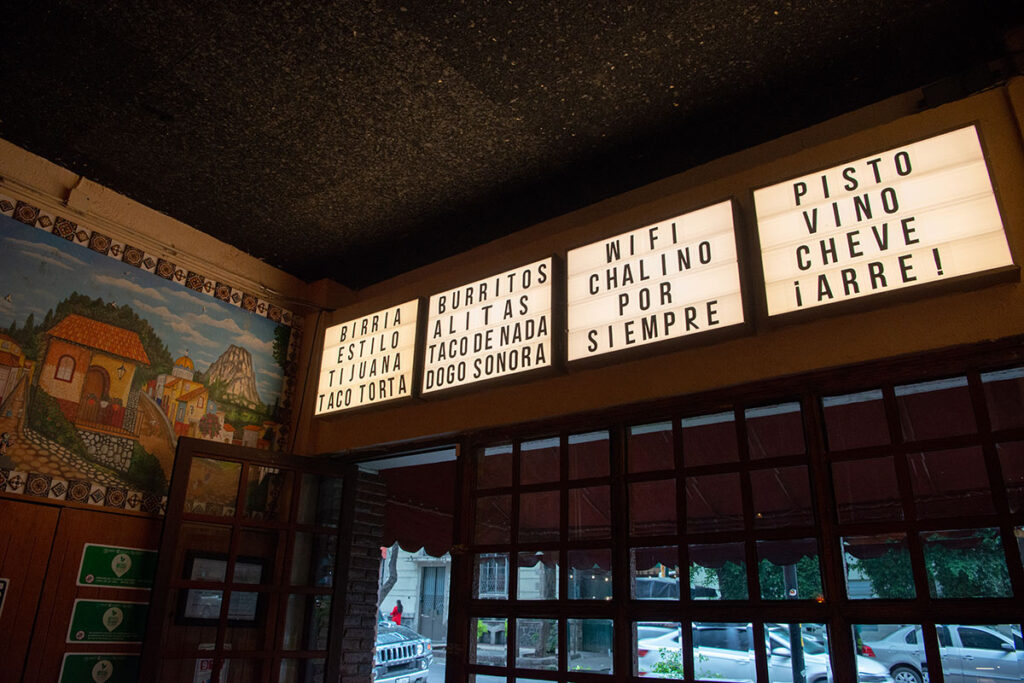 BIRRIA
ESTILO
TIJUANA
TACO TORTA
BURRITOS
ALITAS
TACO DE NADA
DOGO SONORA
WIFI
CHALINO
POR
SIEMPRE
PISTO
VINO
CHEVE
¡ARRE!